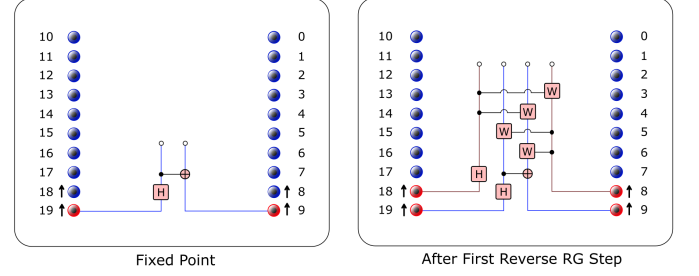 10 0
11 1
12 2
13 3
14 4
15 5
16 6
17 7
18 H 8
19 9
Fixed Point
10 0
11 1
12 2
13 W 3
14 W 4
15 W 5
16 W 6
17 H 7
18 H 8
19 9
After First Reverse RG Step